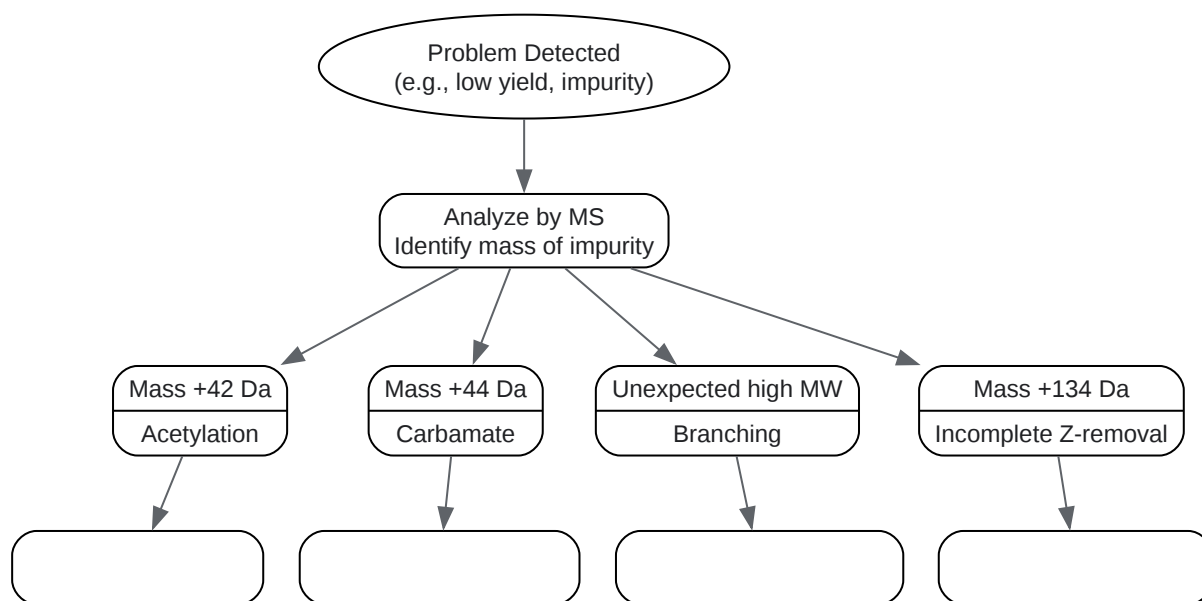 Problem Detected
(e.g., low yield, impurity)
Analyze by MS
Identify mass of impurity
Mass +42 Da
Acetylation
Mass +44 Da
Carbamate
Unexpected high MW
Branching
Mass +134 Da
Incomplete Z-removal